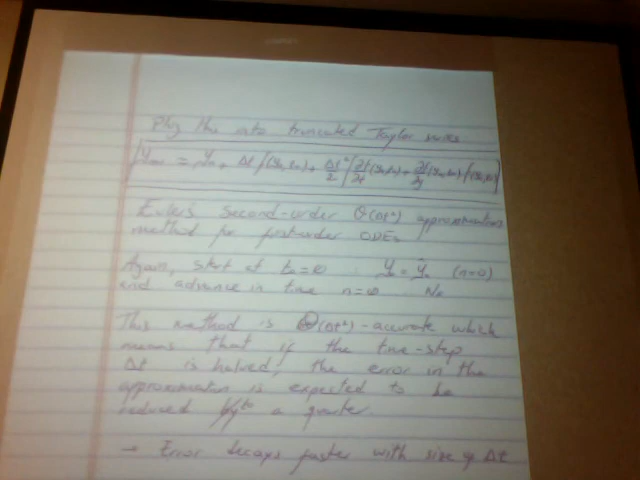 Plug this into truncated Taylor series
y_{n+1} = y_n + Δt f(y_n,t_n) + Δt²/2 [∂f/∂t (y_n,t_n) + ∂f/∂y (y_n,t_n) f(y_n,t_n)]
Euler's second-order O(Δt²) approximation
method for first-order ODEs
Again, start at t_0=0 : y_0 = ŷ_0 (n=0)
and advance in time n=0 N_t
This method is O(Δt²)-accurate which
means that if the time-step
Δt is halved, the error in the
approximation is expected to be
reduced to a quarter
→ Error decays faster with size of Δt